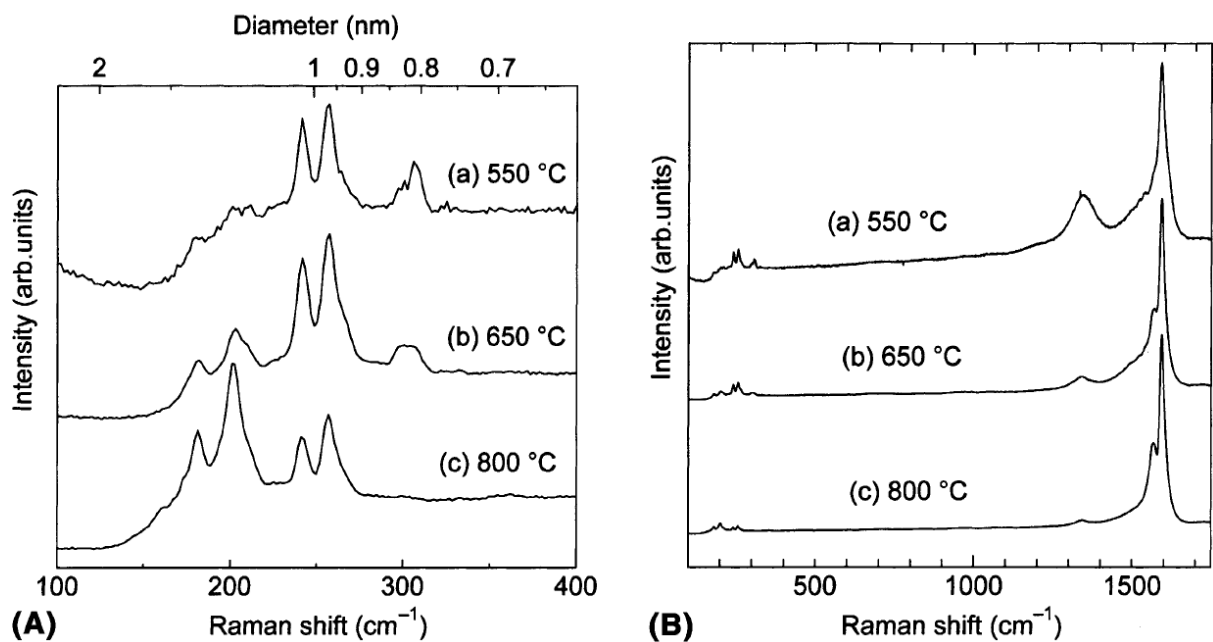 Diameter (nm)
2 1 0.9 0.8 0.7
(a) 550 °C
(b) 650 °C
(c) 800 °C
Intensity (arb.units)
100 200 300 400
Raman shift (cm⁻¹)
(A)
(a) 550 °C
(b) 650 °C
(c) 800 °C
Intensity (arb.units)
500 1000 1500
Raman shift (cm⁻¹)
(B)